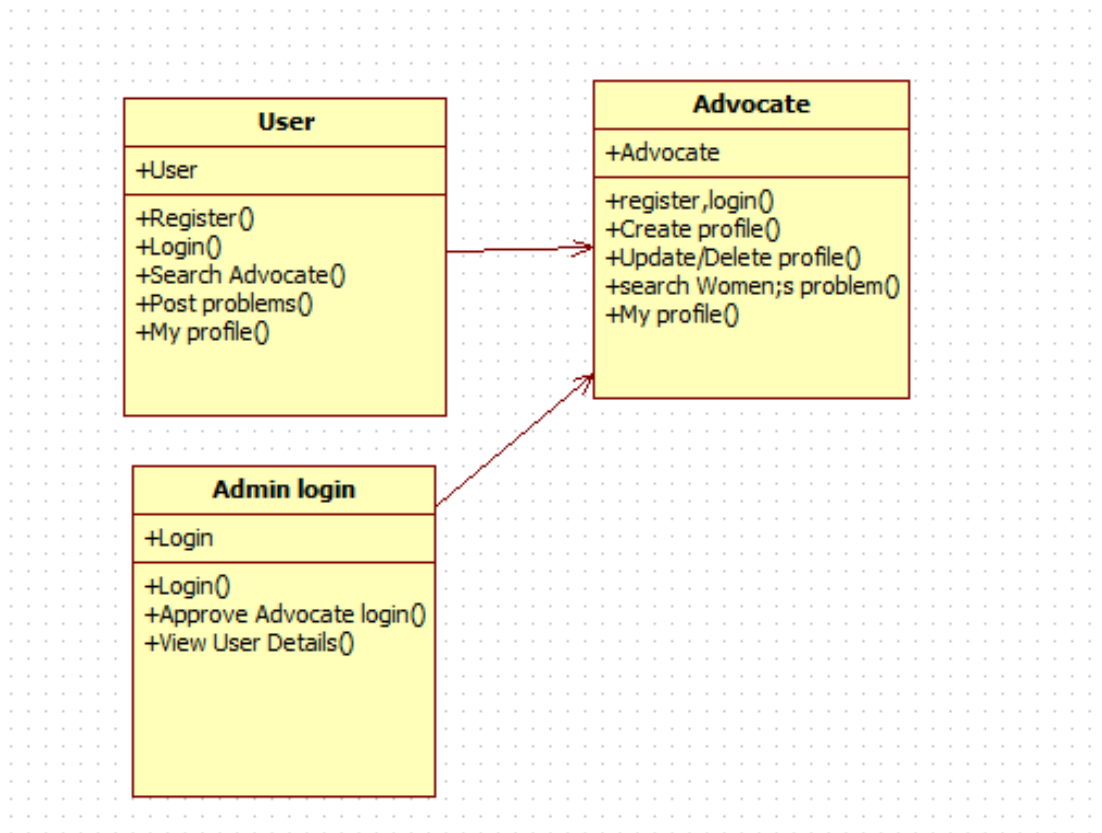 User
+User
+Register()
+Login()
+Search Advocate()
+Post problems()
+My profile()
Advocate
+Advocate
+register,login()
+Create profile()
+Update/Delete profile()
+search Women;s problem()
+My profile()
Admin login
+Login
+Login()
+Approve Advocate login()
+View User Details()